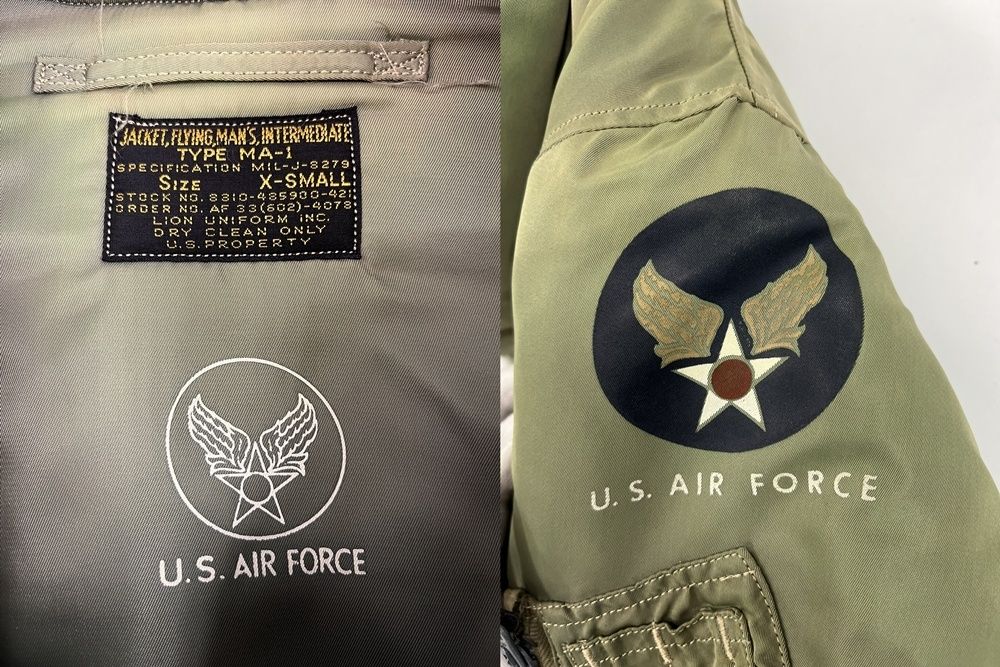 JACKET, FLYING, MAN'S, INTERMEDIATE
TYPE MA-1
SPECIFICATION MIL-J-8279
SIZE X-SMALL
STOCK NO. 8810-485900-421
ORDER NO. AF 33(602)-4078
LION UNIFORM INC.
DRY CLEAN ONLY
U.S. PROPERTY
U.S. AIR FORCE
U. S. AIR FORCE